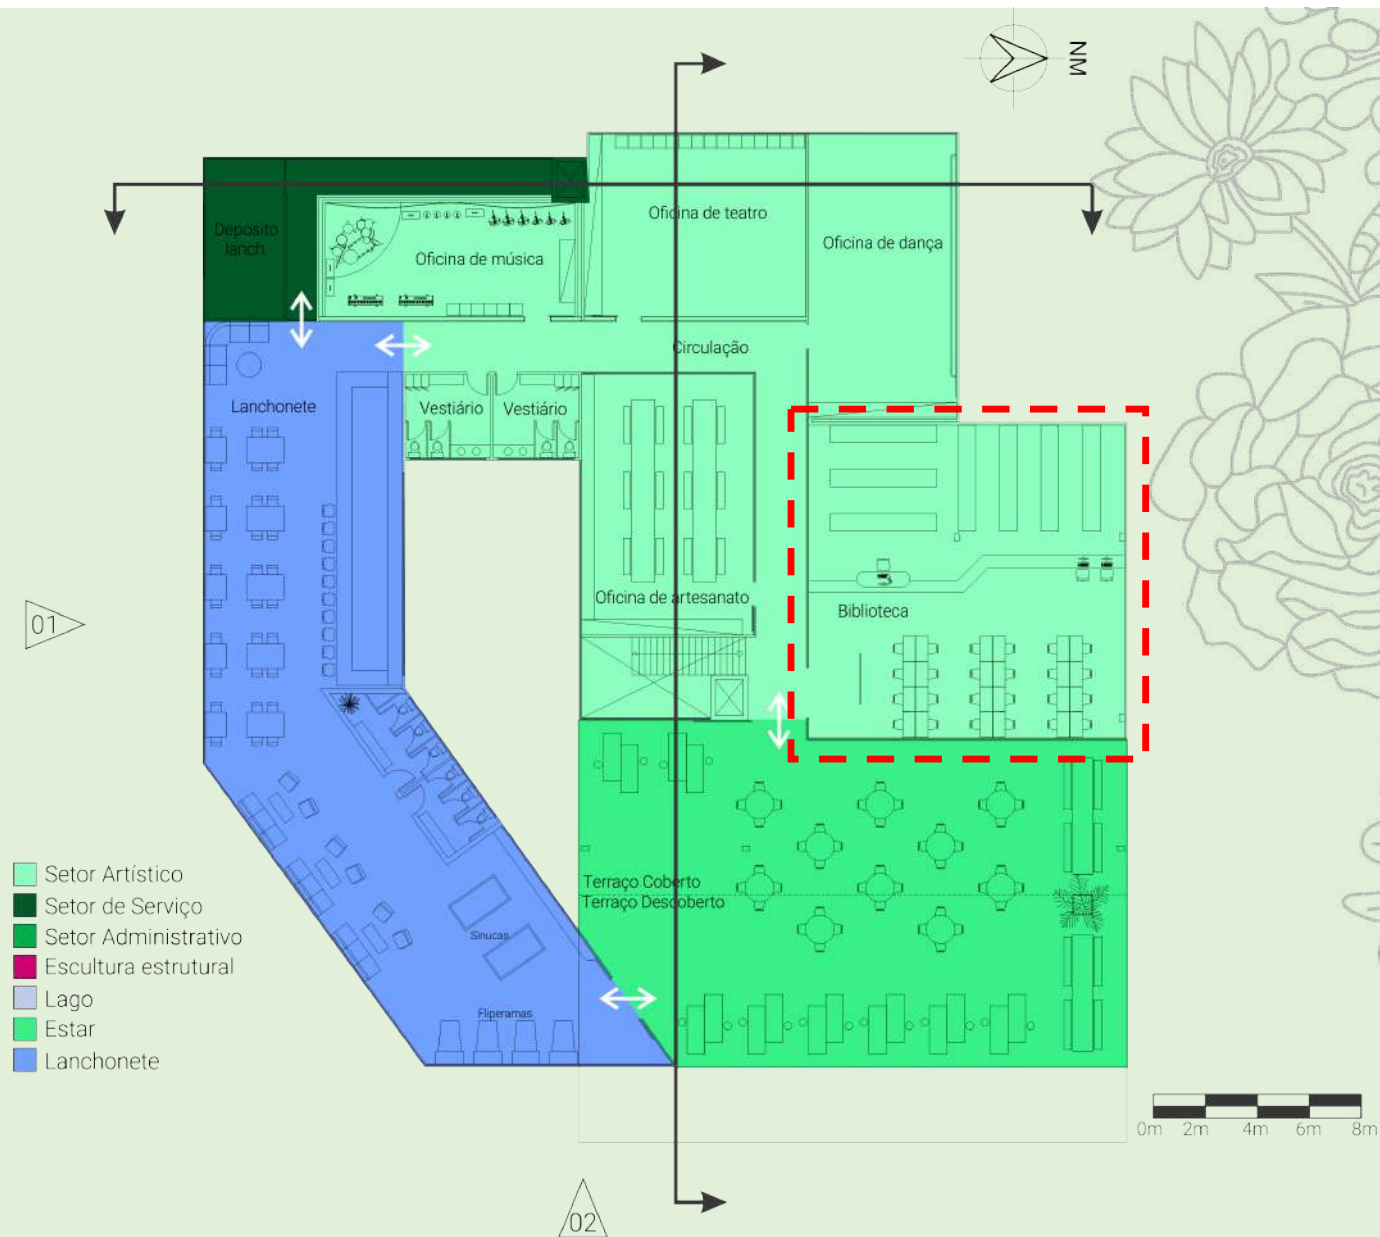 NM
Oficina de teatro
Depósito
lanch.
Oficina de dança
Oficina de música
Circulação
Lanchonete
Vestiário
Vestiário
Oficina de artesanato
Biblioteca
01
Terraço Coberto
Terraço Descoberto
Sinucas
Fliperamas
Setor Artístico
Setor de Serviço
Setor Administrativo
Escultura estrutural
Lago
Estar
Lanchonete
0m 2m 4m 6m 8m
02